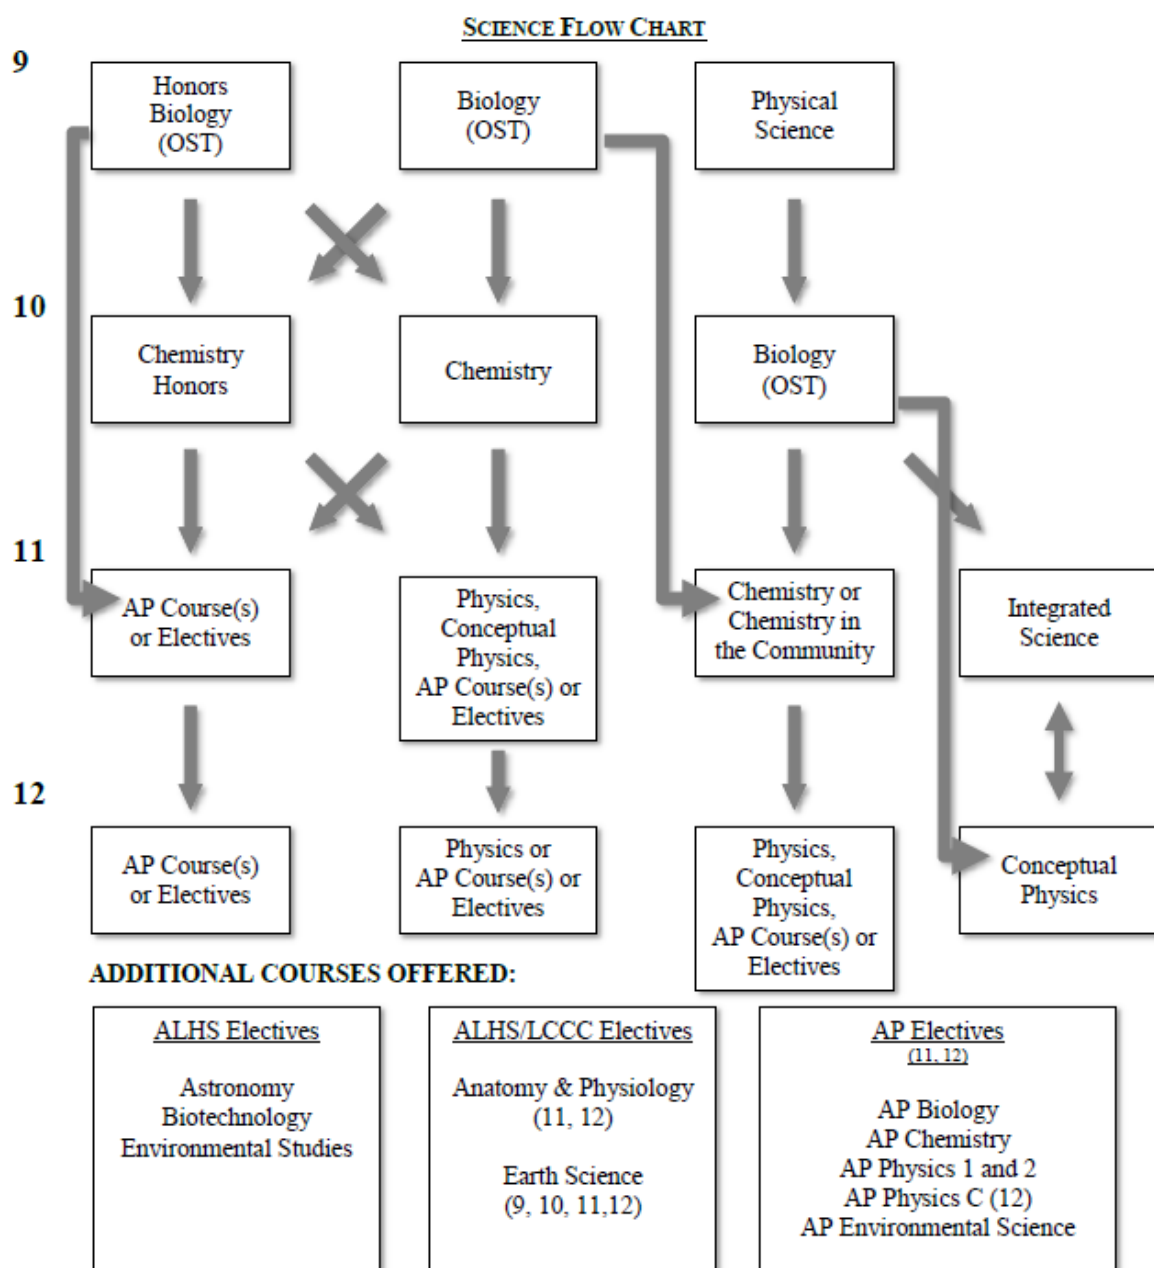 SCIENCE FLOW CHART
9
Honors
Biology
(OST)
Biology
(OST)
Physical
Science
10
Chemistry
Honors
Chemistry
Biology
(OST)
11
AP Course(s)
or Electives
Physics,
Conceptual
Physics,
AP Course(s) or
Electives
Chemistry or
Chemistry in
the Community
Integrated
Science
12
AP Course(s)
or Electives
Physics or
AP Course(s) or
Electives
Physics,
Conceptual
Physics,
AP Course(s) or
Electives
Conceptual
Physics
ADDITIONAL COURSES OFFERED:
ALHS Electives
Astronomy
Biotechnology
Environmental Studies
ALHS/LCCC Electives
Anatomy & Physiology
(11, 12)
Earth Science
(9, 10, 11,12)
AP Electives
(11, 12)
AP Biology
AP Chemistry
AP Physics 1 and 2
AP Physics C (12)
AP Environmental Science